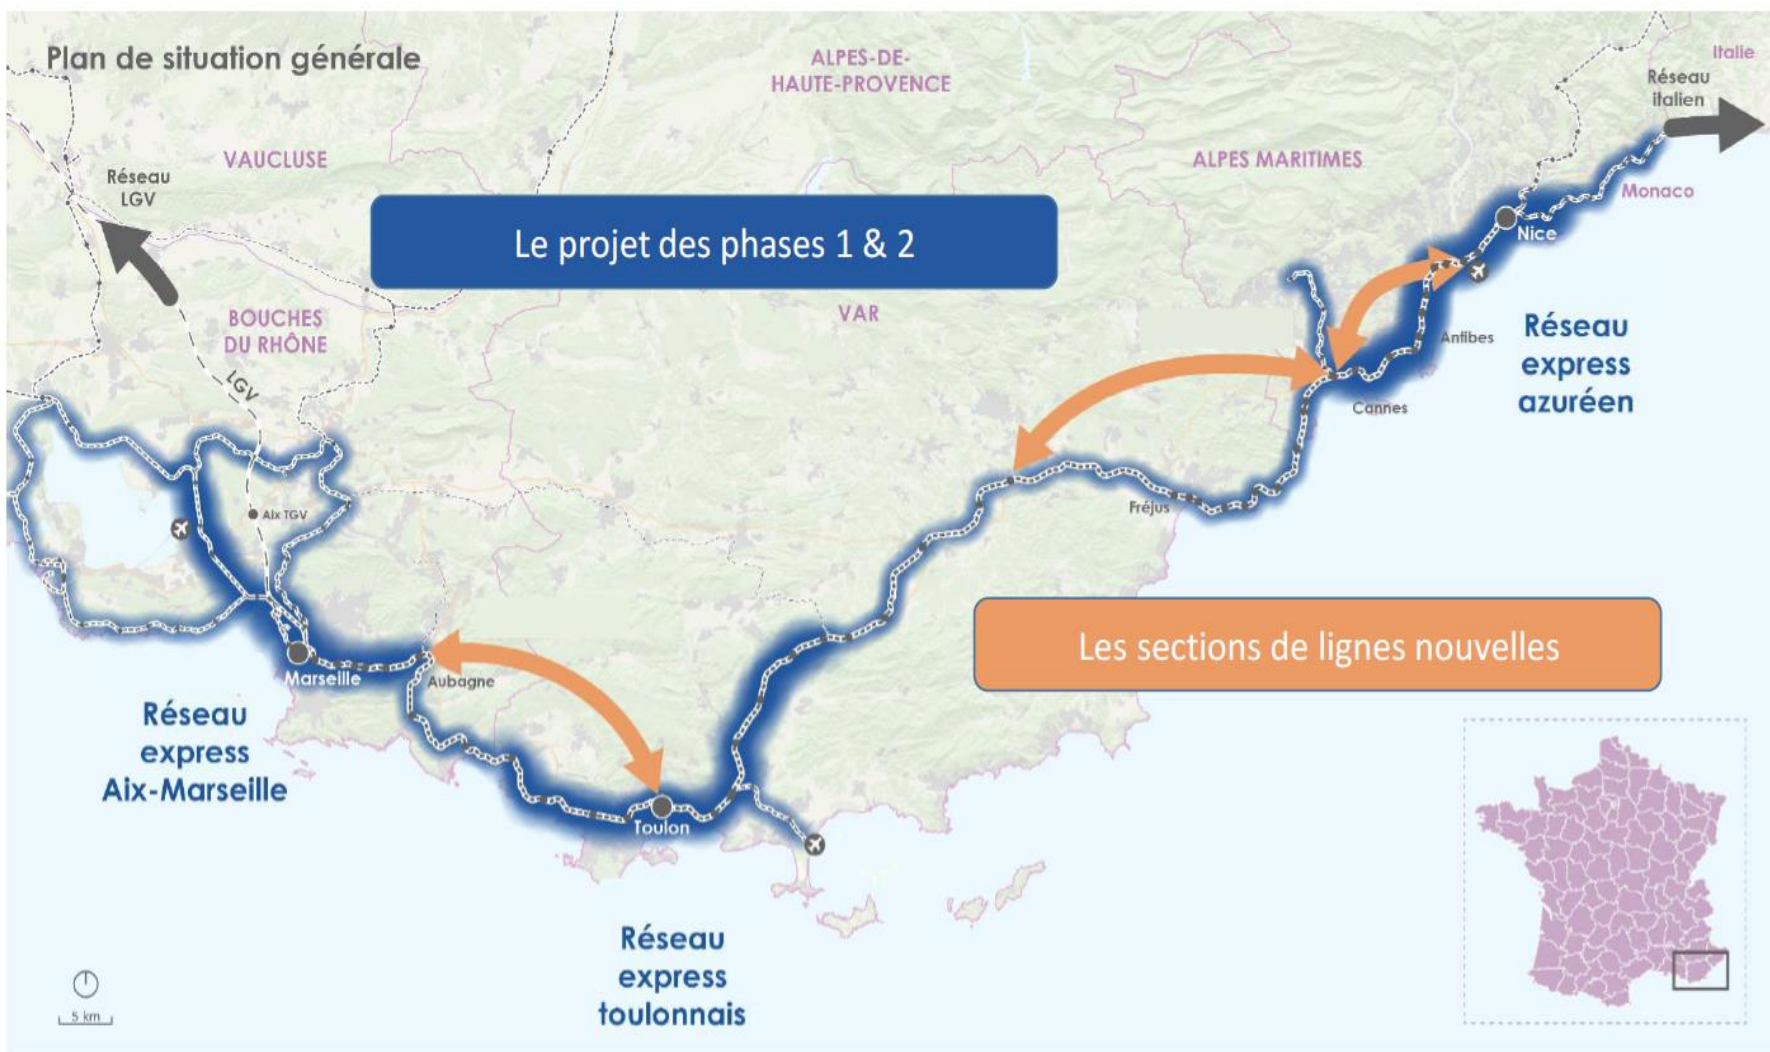 Plan de situation générale
ALPES-DE-
HAUTE-PROVENCE
Italie
Réseau
italien
VAUCLUSE
ALPES MARITIMES
Réseau
LGV
Monaco
Le projet des phases 1 & 2
Nice
BOUCHES
DU RHÔNE
VAR
LGV
Antibes
Réseau
express
azuréen
Cannes
Fréjus
Aix TGV
Les sections de lignes nouvelles
Marseille
Aubagne
Réseau
express
Aix-Marseille
Toulon
Réseau
express
toulonnais
5 km